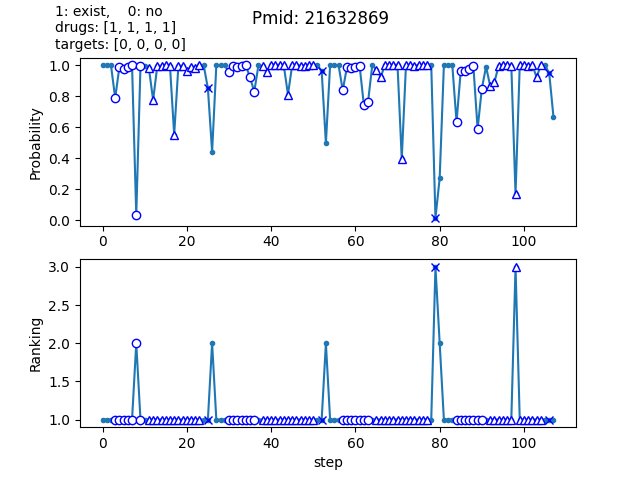 1: exist,    0: no
drugs: [1, 1, 1, 1]
targets: [0, 0, 0, 0]
Pmid: 21632869
1.0
0.8
0.6
0.4
0.2
0.0
Probability
0 20 40 60 80 100
3.0
2.5
2.0
1.5
1.0
Ranking
0 20 40 60 80 100
step